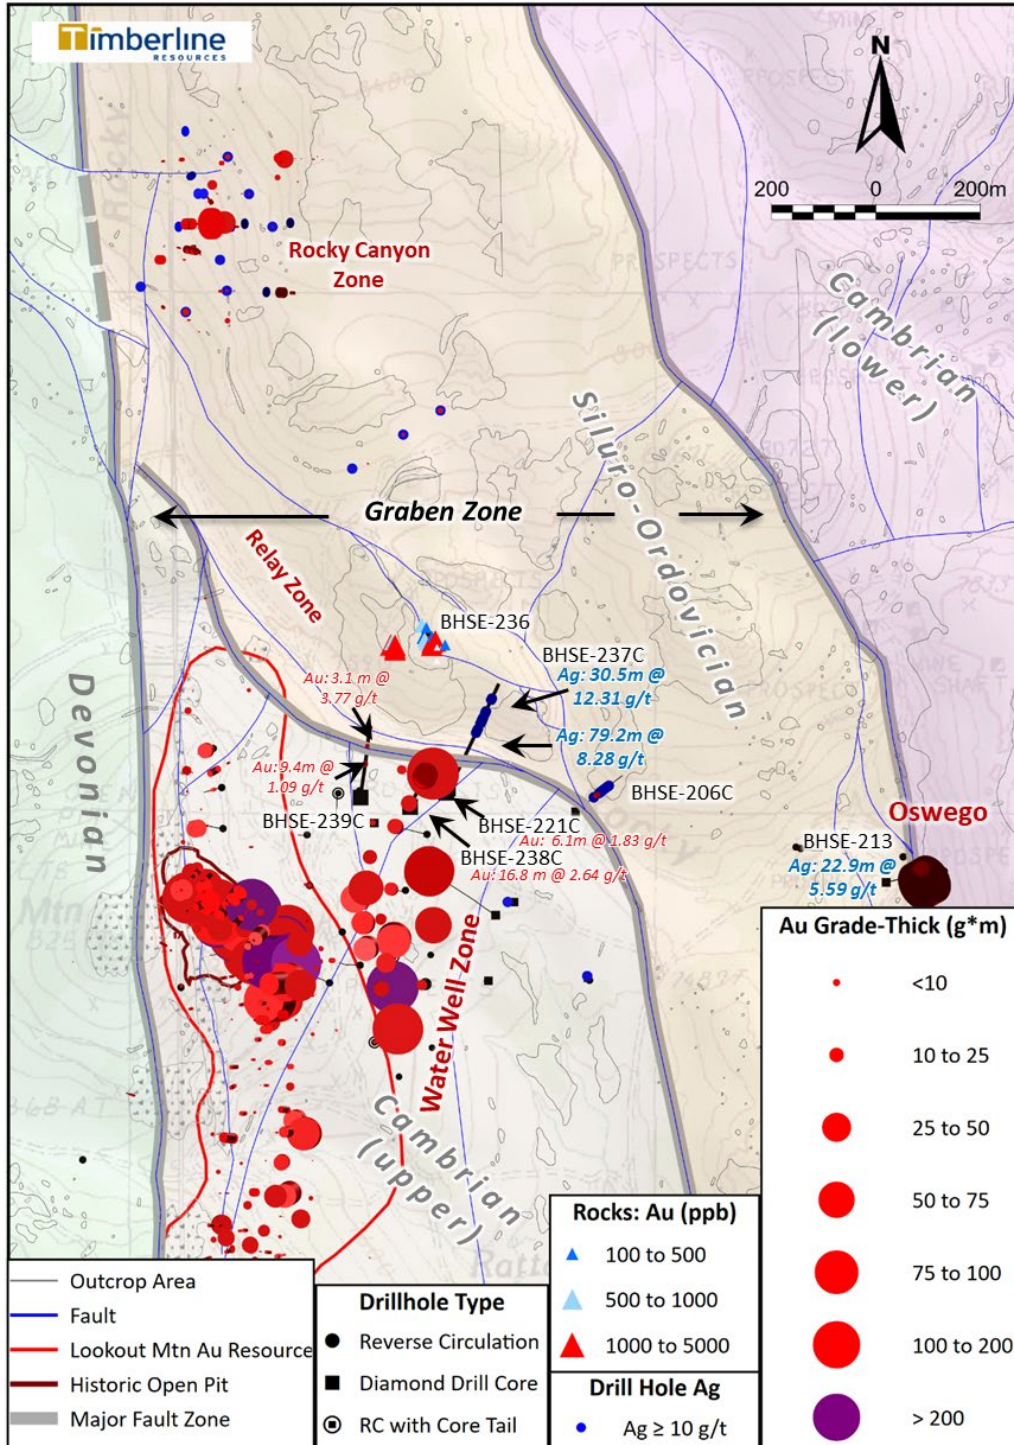 Timberline
RESOURCES
N
200 0 200m
Rocky
MINE
PROSPECT
Rocky Canyon
Zone
PROSPECTS
Cambrian
(lower)
Siluro-Ordovician
Graben Zone
Relay Zone
PROSPECTS
BHSE-236
BHSE-237C
Ag: 30.5m @
12.31 g/t
Au: 3.1 m @
3.77 g/t
Ag: 79.2m @
8.28 g/t
Devonian
Au: 9.4m @
1.09 g/t
BHSE-206C
Oswego
BHSE-239C
BHSE-221C
Au: 6.1m @ 1.83 g/t
BHSE-213
BHSE-238C
Au: 16.8 m @ 2.64 g/t
Ag: 22.9m @
5.59 g/t
Mtn
Water Well Zone
Cambrian
(upper)
Au Grade-Thick (g*m)
<10
10 to 25
25 to 50
50 to 75
75 to 100
100 to 200
> 200
Rocks: Au (ppb)
100 to 500
500 to 1000
1000 to 5000
Drill Hole Ag
Ag ≥ 10 g/t
Drillhole Type
Reverse Circulation
Diamond Drill Core
RC with Core Tail
Outcrop Area
Fault
Lookout Mtn Au Resource
Historic Open Pit
Major Fault Zone